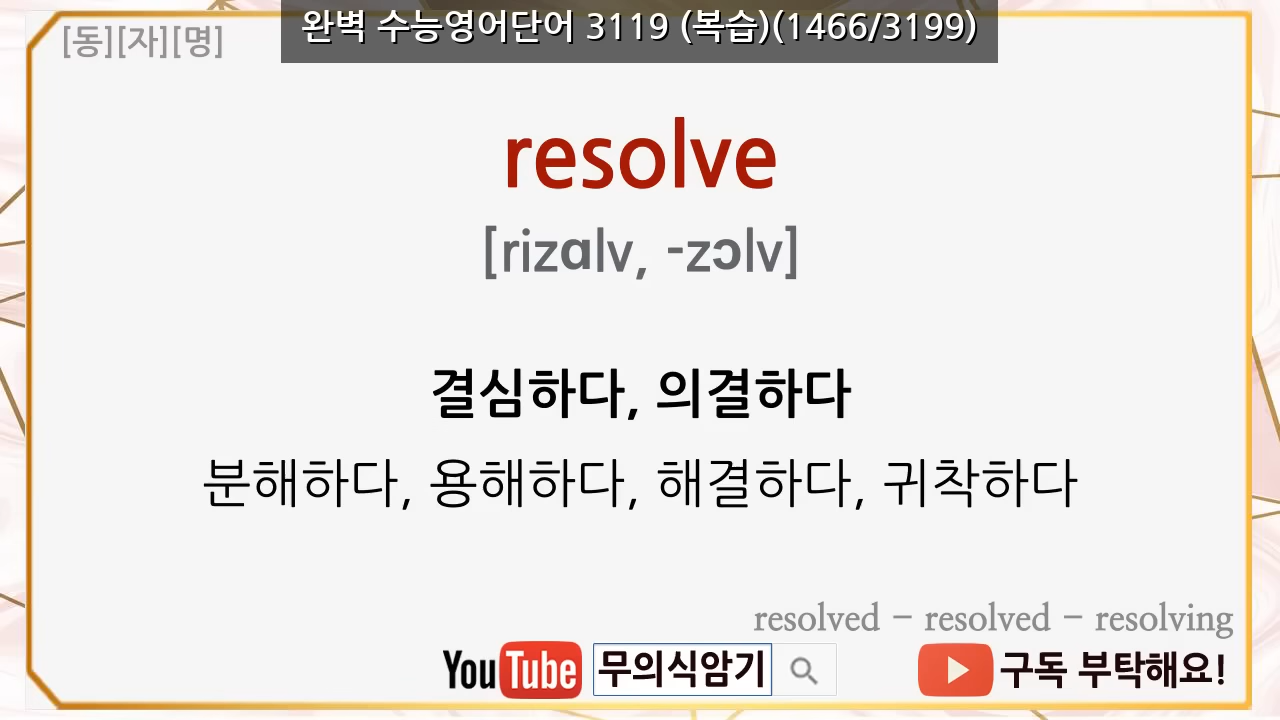 완벽 수능영어단어 3119 (복습)(1466/3199)
[동][자][명]
resolve
[rizɑlv, -zɔlv]
결심하다, 의결하다
분해하다, 용해하다, 해결하다, 귀착하다
resolved - resolved - resolving
YouTube 무의식암기 구독 부탁해요!